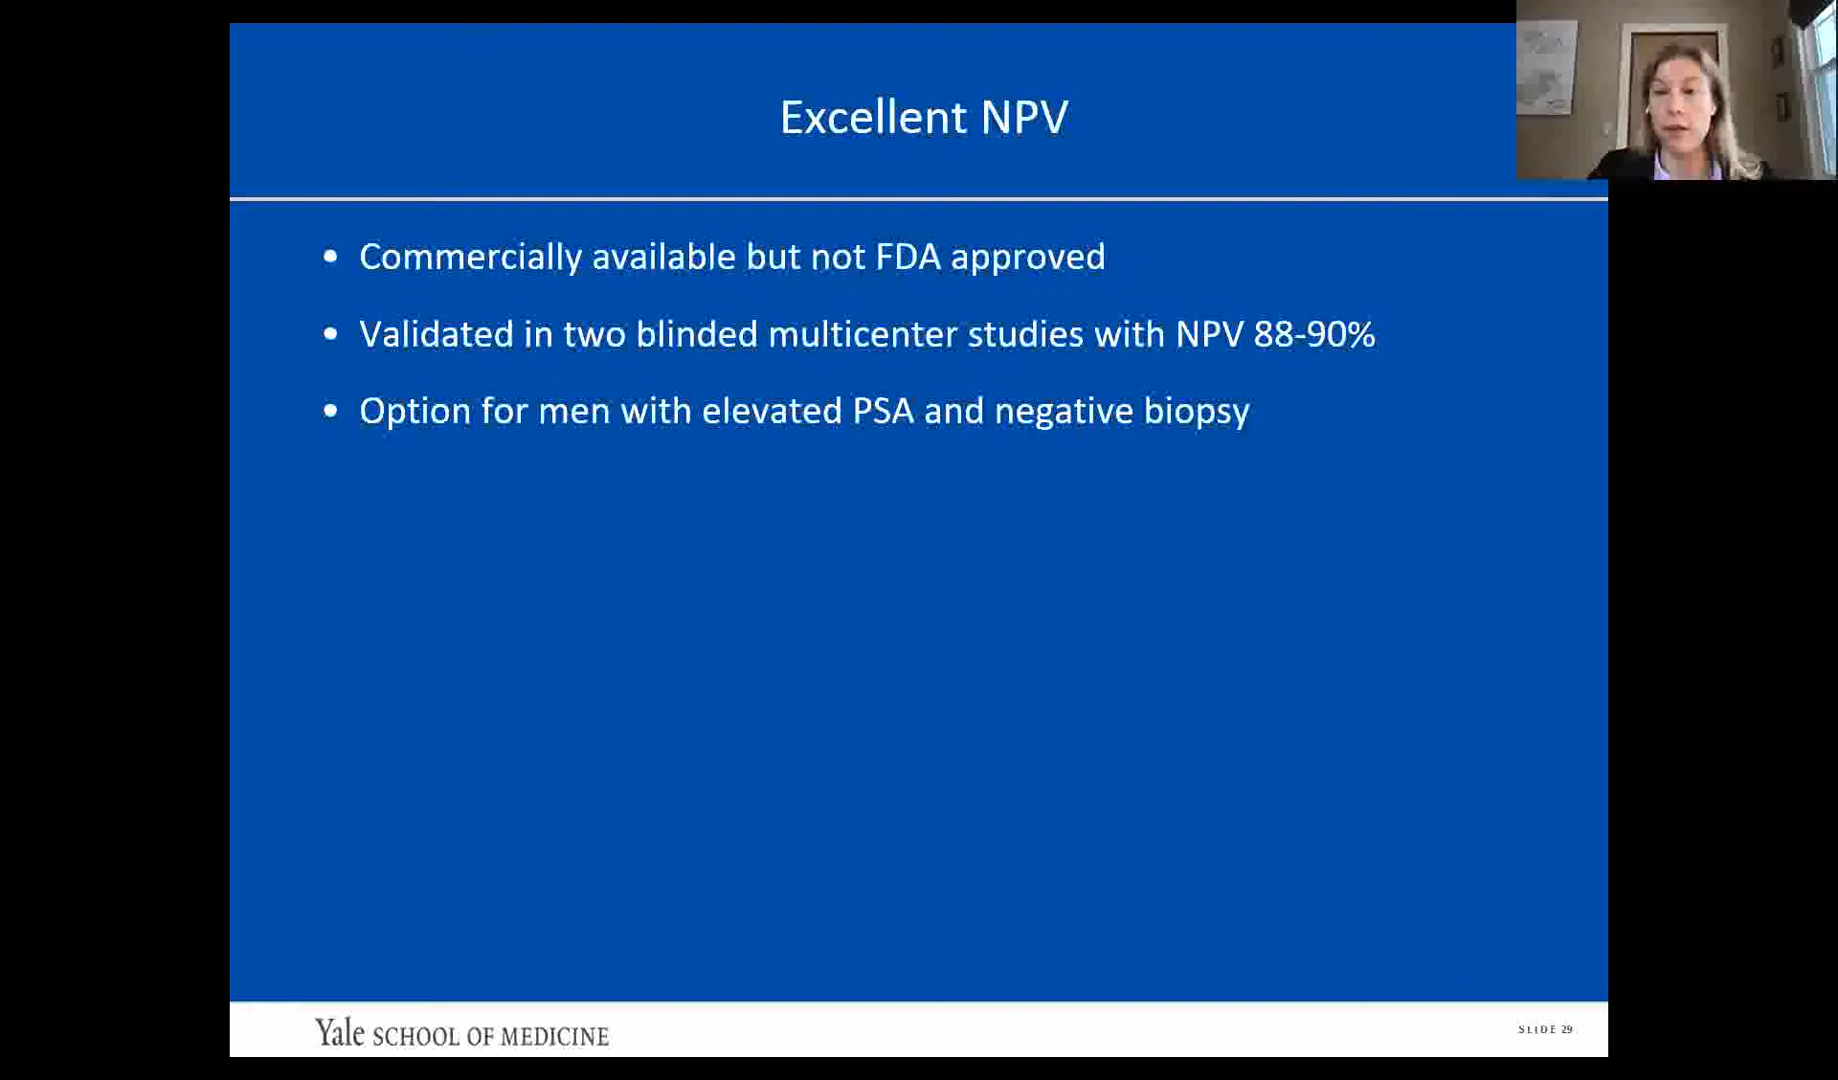 Excellent NPV
• Commercially available but not FDA approved
• Validated in two blinded multicenter studies with NPV 88-90%
• Option for men with elevated PSA and negative biopsy
Yale SCHOOL OF MEDICINE
SLIDE 29